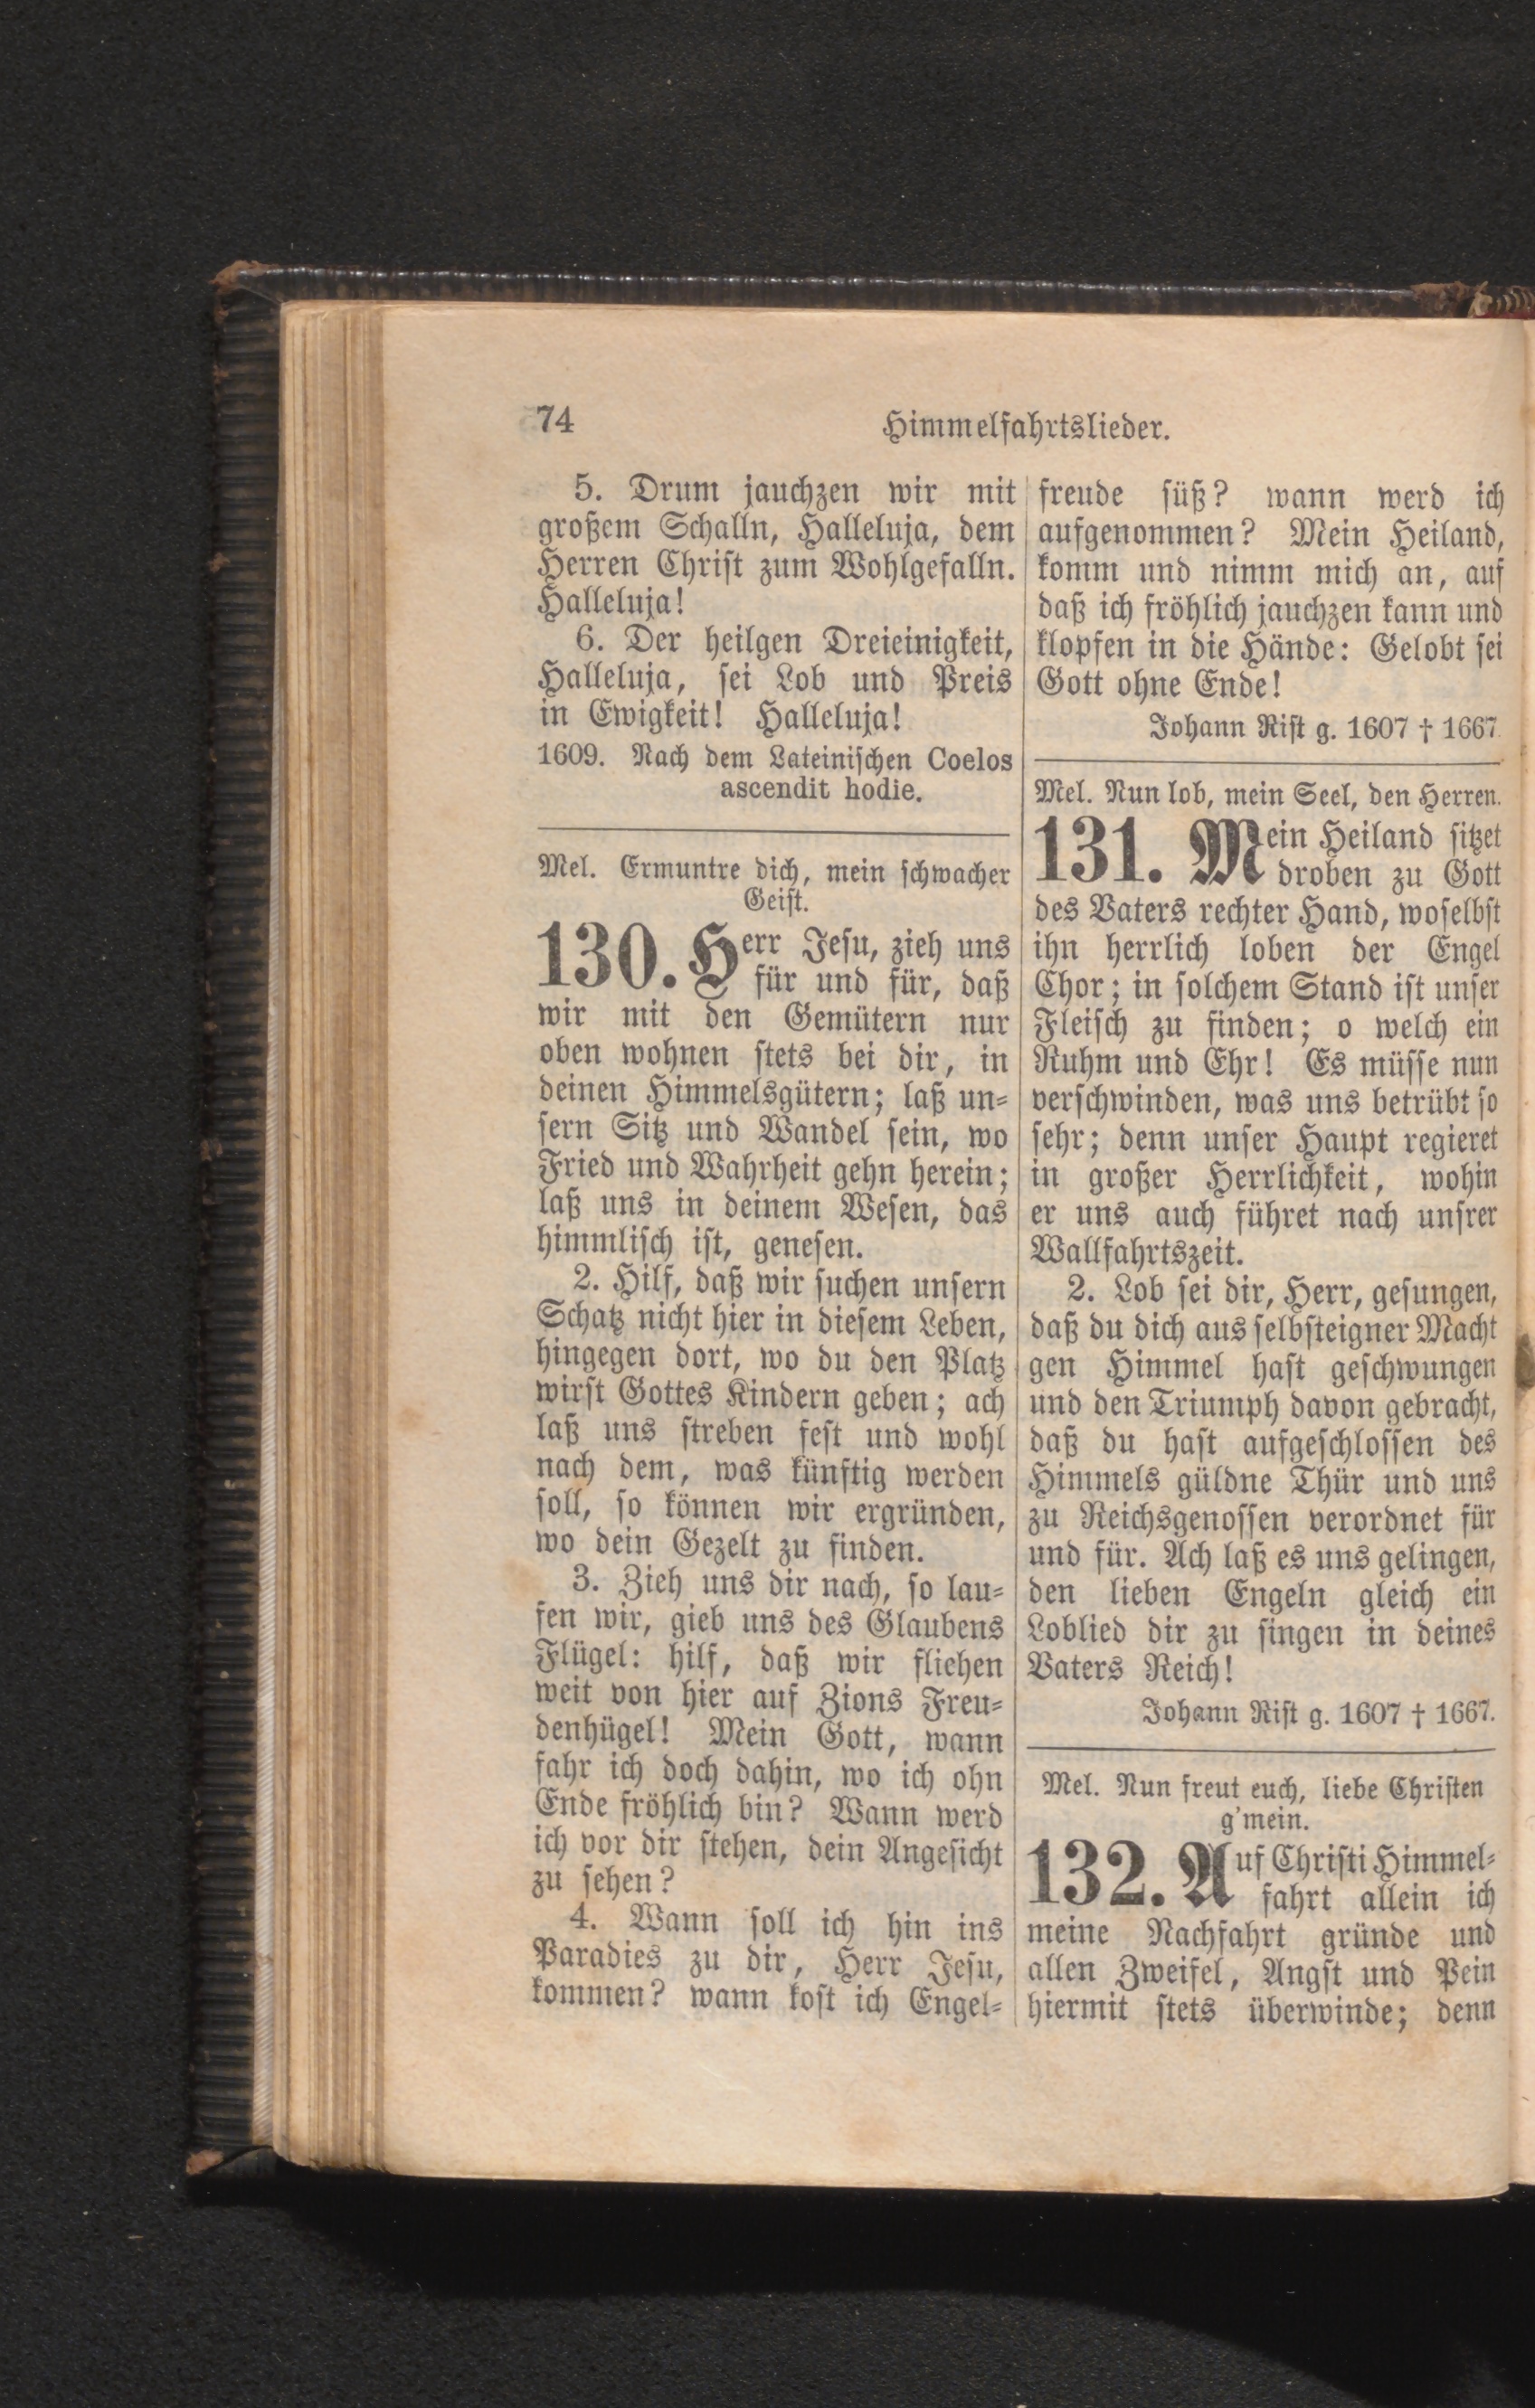 74
Himmelfahrtslieder.
5. Drum jauchzen wir mit
großem Schalln, Halleluja, dem
Herren Christ zum Wohlgefalln.
Halleluja!
6. Der heilgen Dreieinigkeit,
Halleluja, sei Lob und Preis
in Ewigkeit! Halleluja!
1609. Nach dem Lateinischen Coelos
ascendit hodie.
Mel. Ermuntre dich, mein schwacher
Geist.
130. Herr Jesu, zieh uns
für und für, daß
wir mit den Gemütern nur
oben wohnen stets bei dir, in
deinen Himmelsgütern; laß un-
sern Sitz und Wandel sein, wo
Fried und Wahrheit gehn herein;
laß uns in deinem Wesen, das
himmlisch ist, genesen.
2. Hilf, daß wir suchen unsern
Schatz nicht hier in diesem Leben,
hingegen dort, wo du den Platz
wirst Gottes Kindern geben; ach
laß uns streben fest und wohl
nach dem, was künftig werden
soll, so können wir ergründen,
wo dein Gezelt zu finden.
3. Zieh uns dir nach, so lau-
fen wir, gieb uns des Glaubens
Flügel: hilf, daß wir fliehen
weit von hier auf Zions Freu-
denhügel! Mein Gott, wann
fahr ich doch dahin, wo ich ohn
Ende fröhlich bin? Wann werd
ich vor dir stehen, dein Angesicht
zu sehen?
4. Wann soll ich hin ins
Paradies zu dir, Herr Jesu,
kommen? wann kost ich Engel-
freude süß? wann werd ich
aufgenommen? Mein Heiland,
komm und nimm mich an, auf
daß ich fröhlich jauchzen kann und
klopfen in die Hände: Gelobt sei
Gott ohne Ende!
Johann Rist g. 1607 † 1667
Mel. Nun lob, mein Seel, den Herren.
131. Mein Heiland sitzet
droben zu Gott
des Vaters rechter Hand, woselbst
ihn herrlich loben der Engel
Chor; in solchem Stand ist unser
Fleisch zu finden; o welch ein
Ruhm und Ehr! Es müsse nun
verschwinden, was uns betrübt so
sehr; denn unser Haupt regieret
in großer Herrlichkeit, wohin
er uns auch führet nach unsrer
Wallfahrtszeit.
2. Lob sei dir, Herr, gesungen,
daß du dich aus selbsteigner Macht
gen Himmel hast geschwungen
und den Triumph davon gebracht,
daß du hast aufgeschlossen des
Himmels güldne Thür und uns
zu Reichsgenossen verordnet für
und für. Ach laß es uns gelingen,
den lieben Engeln gleich ein
Loblied dir zu singen in deines
Vaters Reich!
Johann Rist g. 1607 † 1667.
Mel. Nun freut euch, liebe Christen
g'mein.
132. Auf Christi Himmel-
fahrt allein ich
meine Nachfahrt gründe und
allen Zweifel, Angst und Pein
hiermit stets überwinde; denn